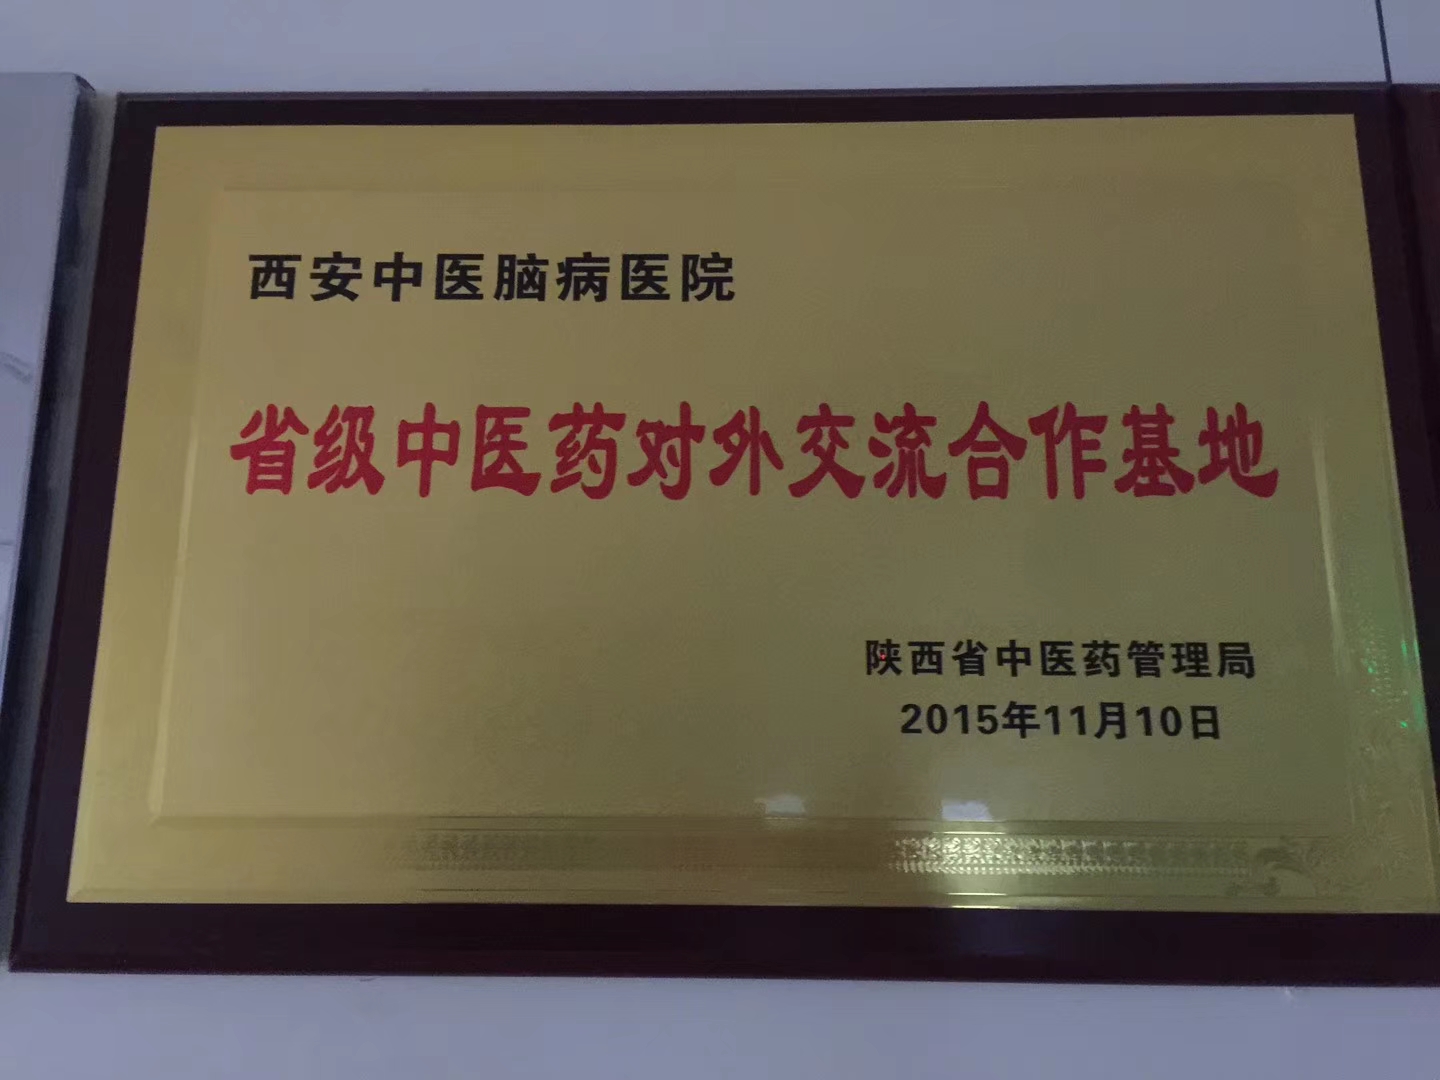 西安中医脑病医院
省级中医药对外交流合作基地
陕西省中医药管理局
2015年11月10日